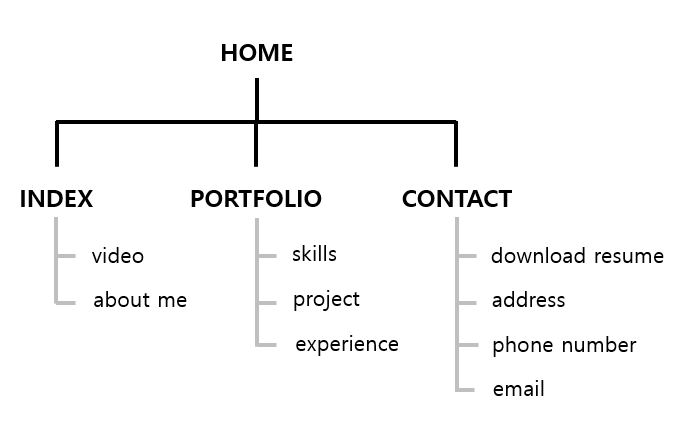 HOME
INDEX
video
about me
PORTFOLIO
skills
project
experience
CONTACT
download resume
address
phone number
email